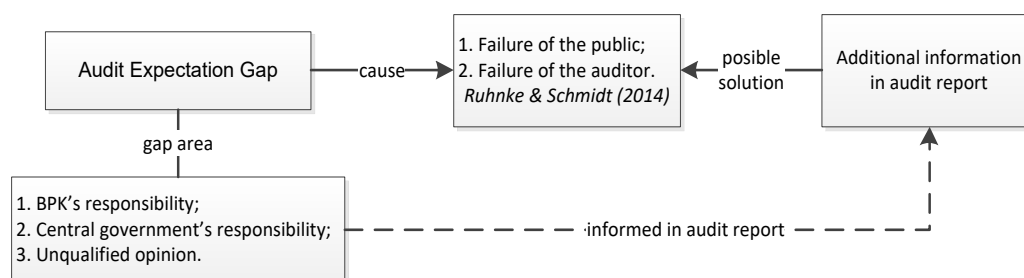 Audit Expectation Gap
cause
1. Failure of the public;
2. Failure of the auditor.
Ruhnke & Schmidt (2014)
posible
solution
Additional information
in audit report
gap area
1. BPK's responsibility;
2. Central government's responsibility;
3. Unqualified opinion.
informed in audit report